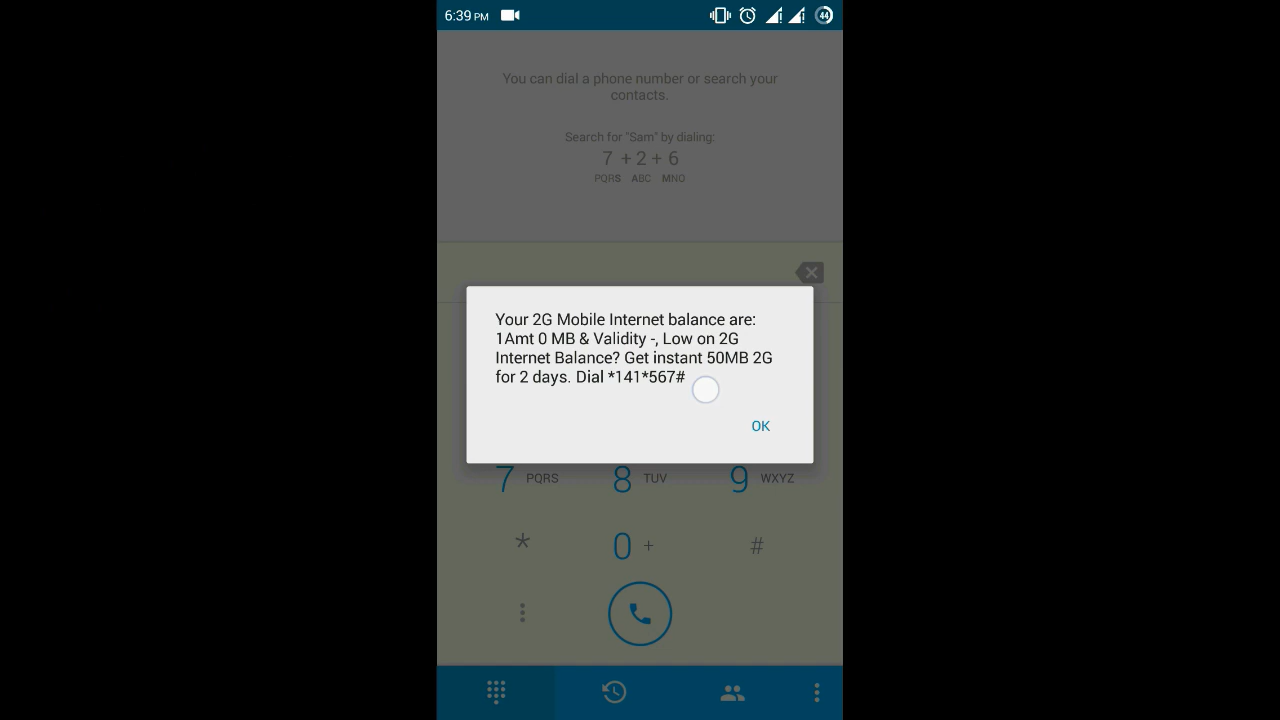 6:39 PM
44
You can dial a phone number or search your
contacts.
Search for "Sam" by dialing:
7 + 2 + 6
PQRS ABC MNO
Your 2G Mobile Internet balance are:
1Amt 0 MB & Validity -, Low on 2G
Internet Balance? Get instant 50MB 2G
for 2 days. Dial *141*567#
OK
7 PQRS 8 TUV 9 WXYZ
* 0 + #